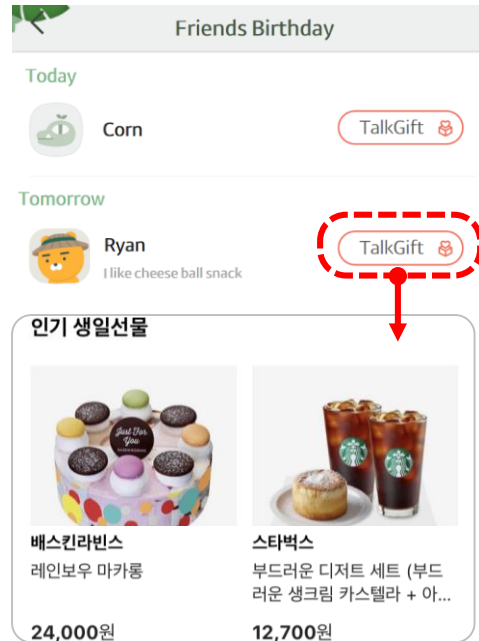 Friends Birthday
Today
Corn
TalkGift
Tomorrow
Ryan
TalkGift
I like cheese ball snack
인기 생일선물
Just For
You
배스킨라빈스
스타벅스
레인보우 마카롱
부드러운 디저트 세트 (부드
러운 생크림 카스텔라 + 아...
24,000원
12,700원